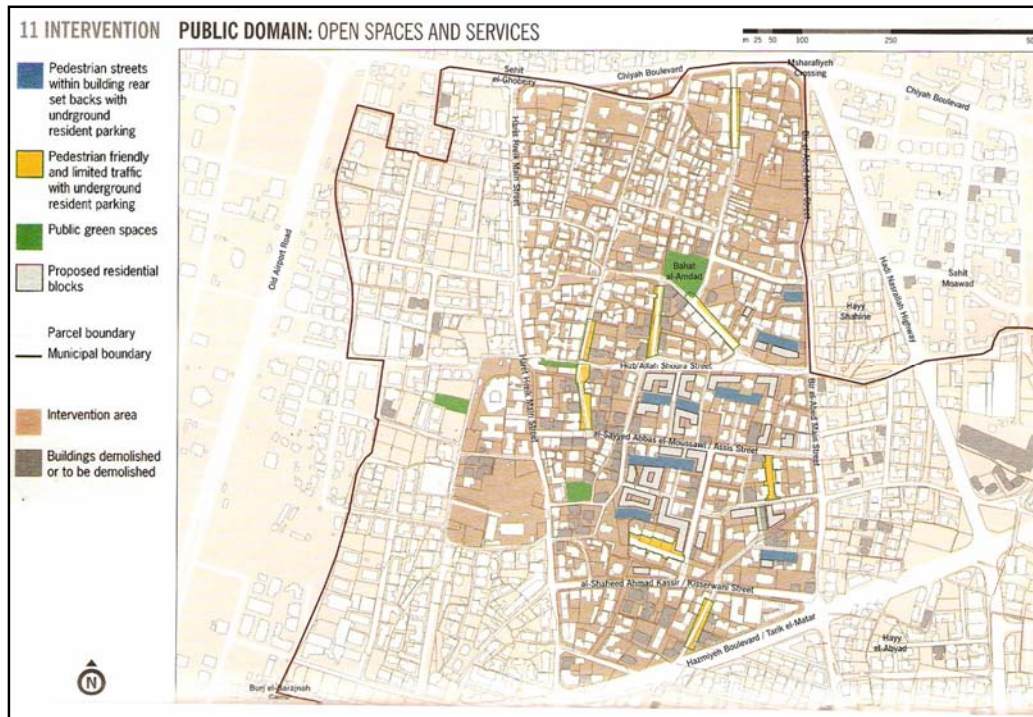 11 INTERVENTION PUBLIC DOMAIN: OPEN SPACES AND SERVICES
m 25 50 100 250 50
Pedestrian streets
within building rear
set backs with
undrground
resident parking
Pedestrian friendly
and limited traffic
with underground
resident parking
Public green spaces
Proposed residential
blocks
Parcel boundary
Municipal boundary
Intervention area
Buildings demolished
or to be demolished
N
Sehit
el-Ghobeiry
Chiyah Boulevard
Msharafiyeh
Crossing
Chiyah Boulevard
Haret Hreik Main Street
Bir el-Abed Main Street
Old Airport Road
Hadi Nasrallah Highway
Sahit
Moawad
Bahat
al-Amdad
Hayy
Shahine
Hizb'Allah Shoura Street
Haret Hreik Main Street
el-Sayyed Abbas el-Moussawi / Assis Street
Bir el-Abed Main Street
al-Shaheed Ahmad Kassir / Kisserwani Street
Hazmiyeh Boulevard / Tarik el-Matar
Hayy
el-Abyad
Burj el-Barajnah